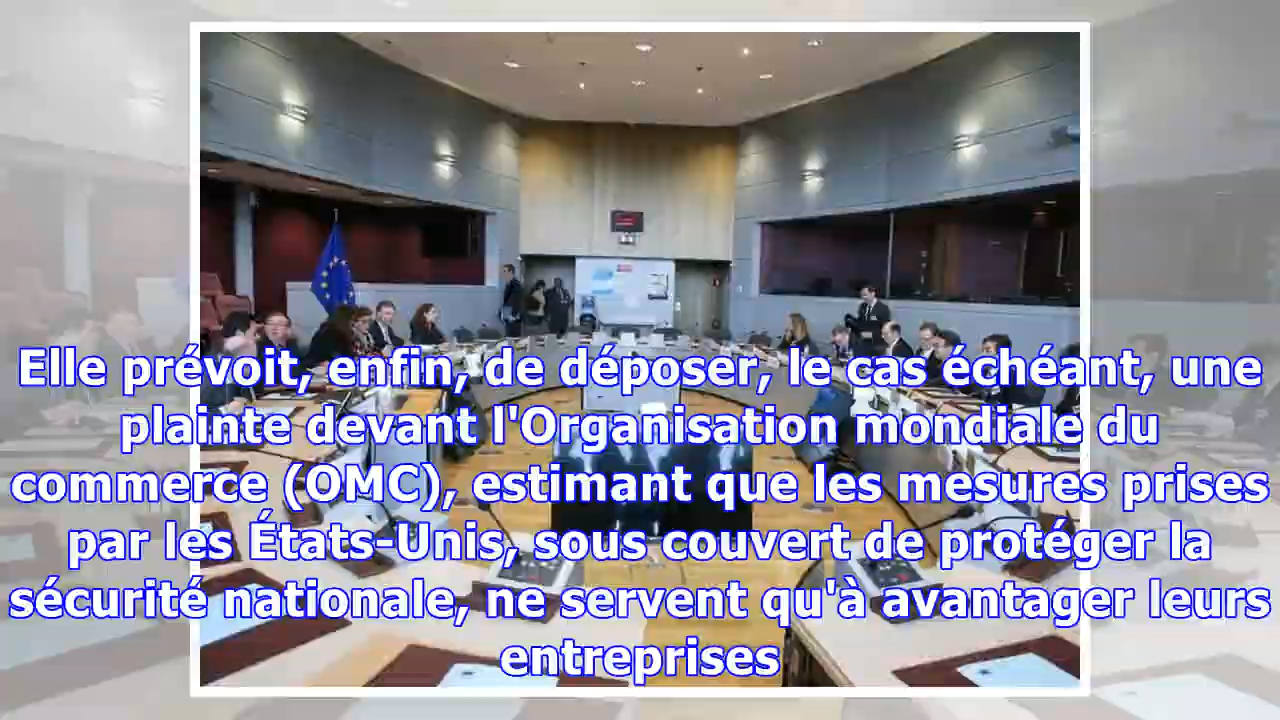 Elle prévoit, enfin, de déposer, le cas échéant, une
plainte devant l'Organisation mondiale du
commerce (OMC), estimant que les mesures prises
par les États-Unis, sous couvert de protéger la
sécurité nationale, ne servent qu'à avantager leurs
entreprises